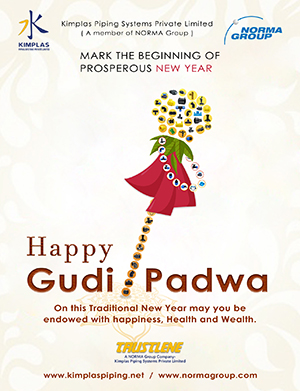 Kimplas Piping Systems Private Limited
( A member of NORMA Group )
KIMPLAS
NORMA
GROUP
MARK THE BEGINNING OF
PROSPEROUS NEW YEAR
Happy
Gudi Padwa
On this Traditional New Year may you be
endowed with happiness, Health and Wealth.
TRUSTLENE
A NORMA Group Company-
Kimplas Piping Systems Private Limited
www.kimplaspiping.net / www.normagroup.com